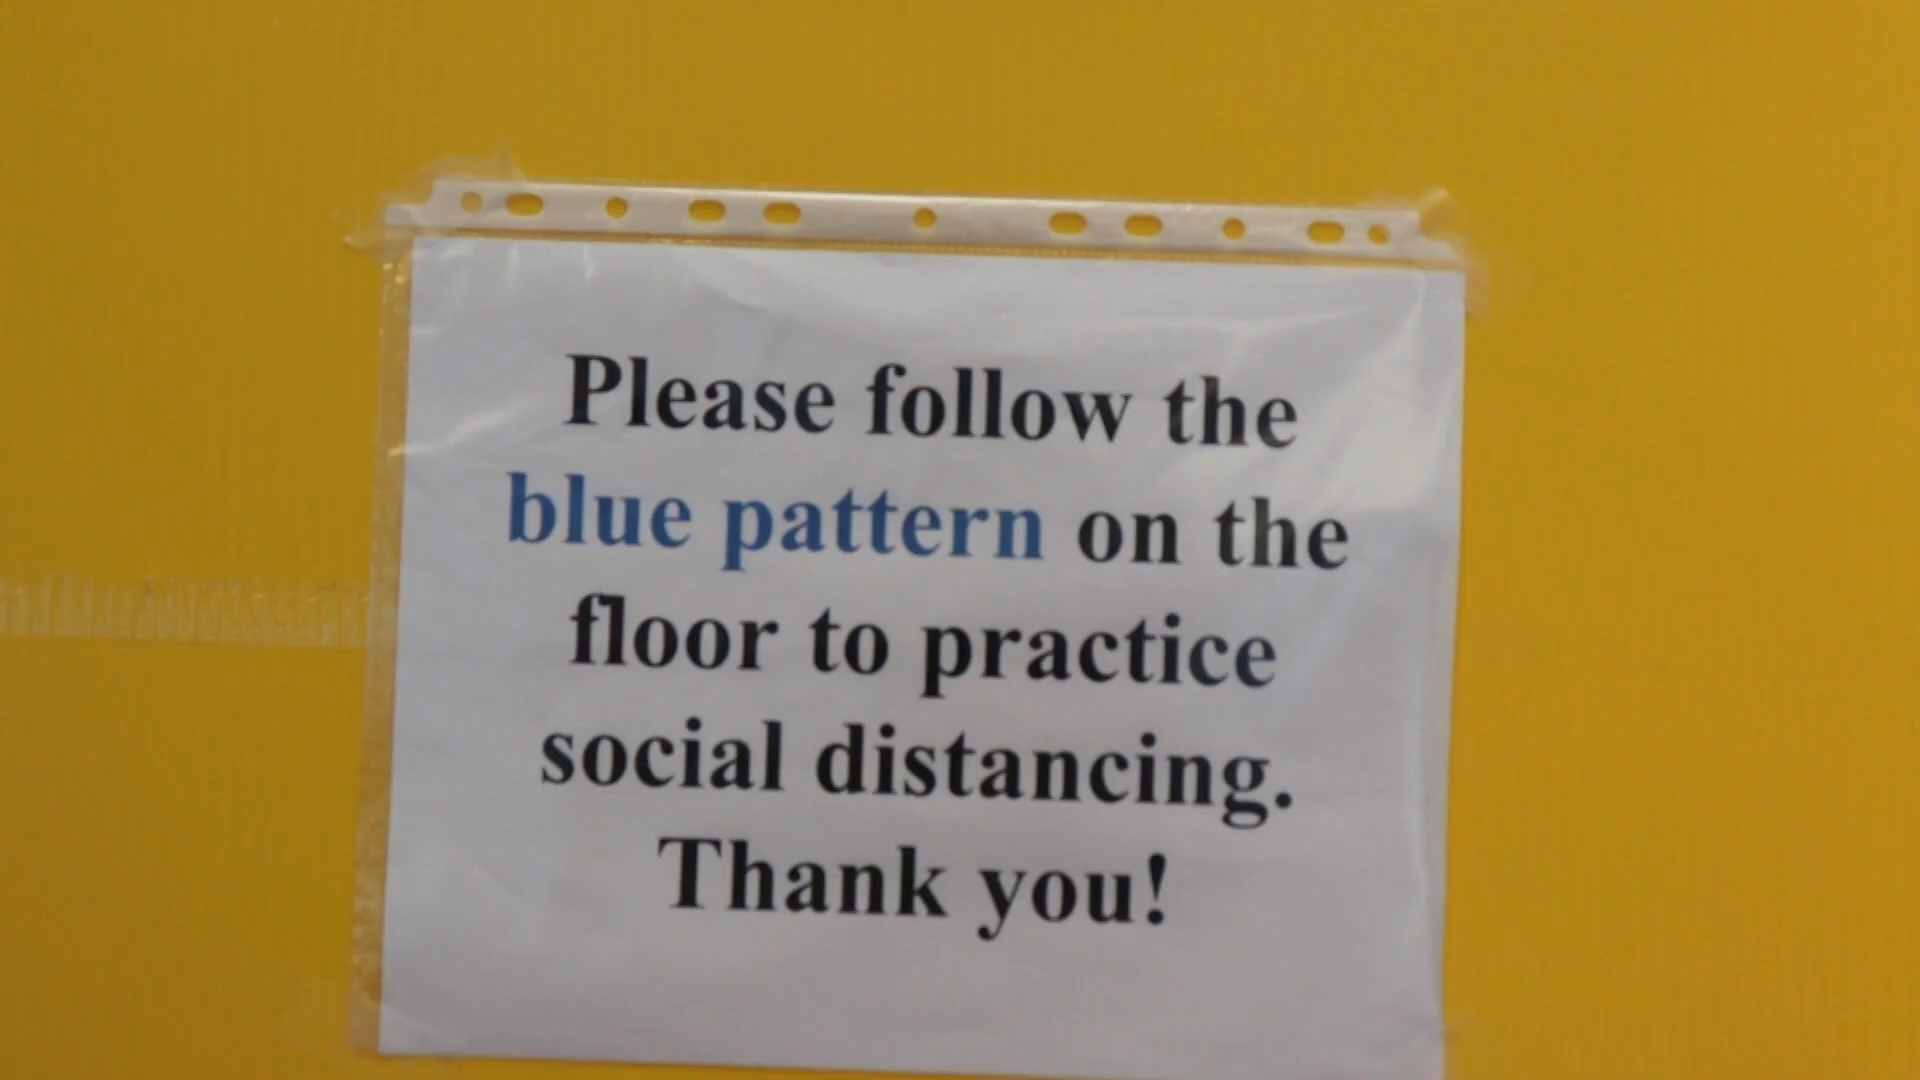 Please follow the
blue pattern on the
floor to practice
social distancing.
Thank you!